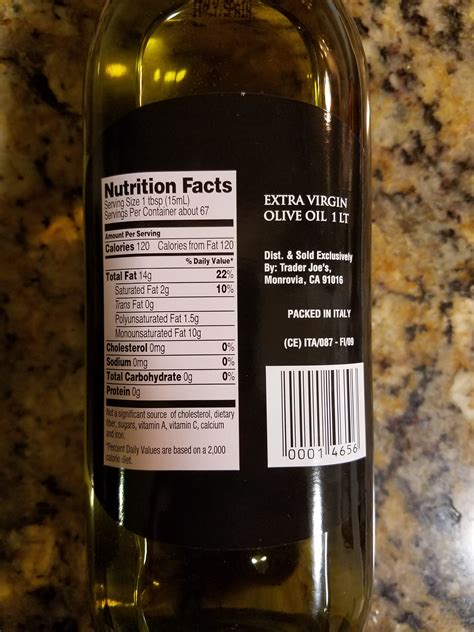 Nutrition Facts
Serving Size 1 tbsp (15mL)
Servings Per Container about 67
Amount Per Serving
Calories 120 Calories from Fat 120
% Daily Value*
Total Fat 14g 22%
Saturated Fat 2g 10%
Trans Fat 0g
Polyunsaturated Fat 1.5g
Monounsaturated Fat 10g
Cholesterol 0mg 0%
Sodium 0mg 0%
Total Carbohydrate 0g 0%
Protein 0g
Not a significant source of cholesterol, dietary
fiber, sugars, vitamin A, vitamin C, calcium
and iron.
*Percent Daily Values are based on a 2,000
calorie diet.
EXTRA VIRGIN
OLIVE OIL 1 LT
Dist. & Sold Exclusively
By: Trader Joe's,
Monrovia, CA 91016
PACKED IN ITALY
(CE) ITA/087 - FI/09
0001 4656